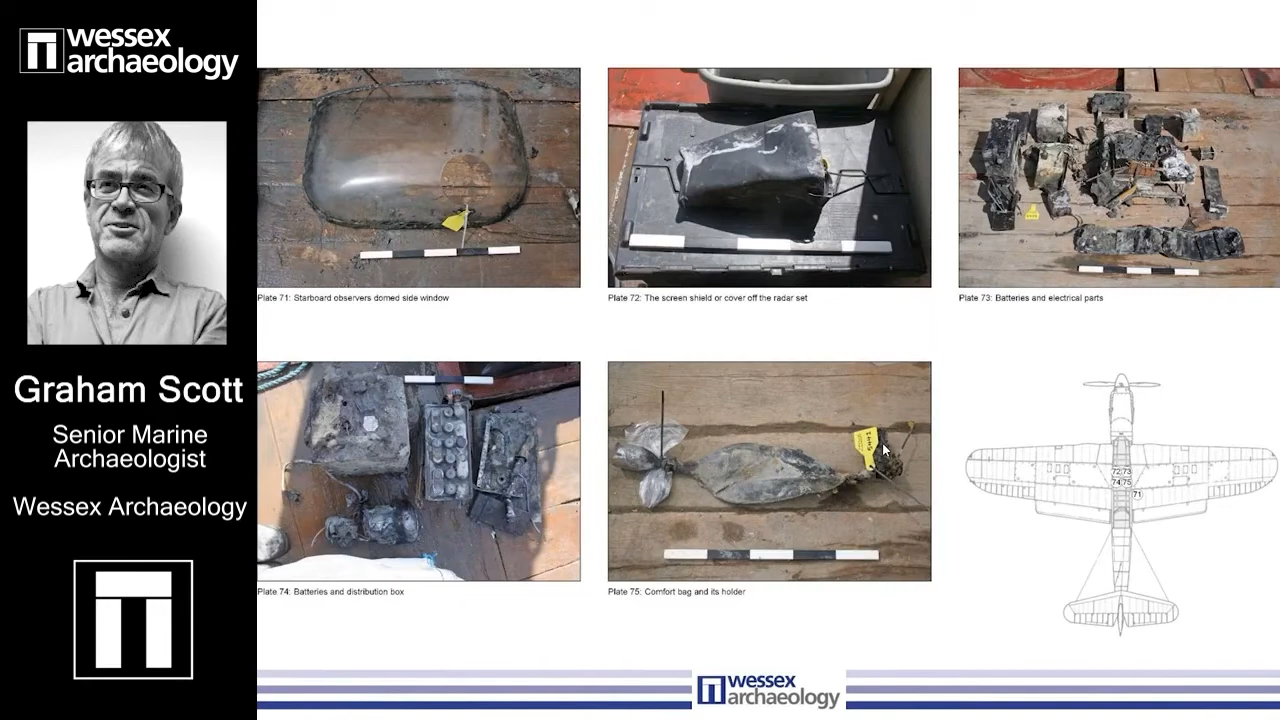 wessex
archaeology
Graham Scott
Senior Marine
Archaeologist
Wessex Archaeology
Plate 71: Starboard observers domed side window
Plate 72: The screen shield or cover off the radar set
Plate 73: Batteries and electrical parts
Plate 74: Batteries and distribution box
Plate 75: Comfort bag and its holder
72 73
74 75
71
wessex
archaeology